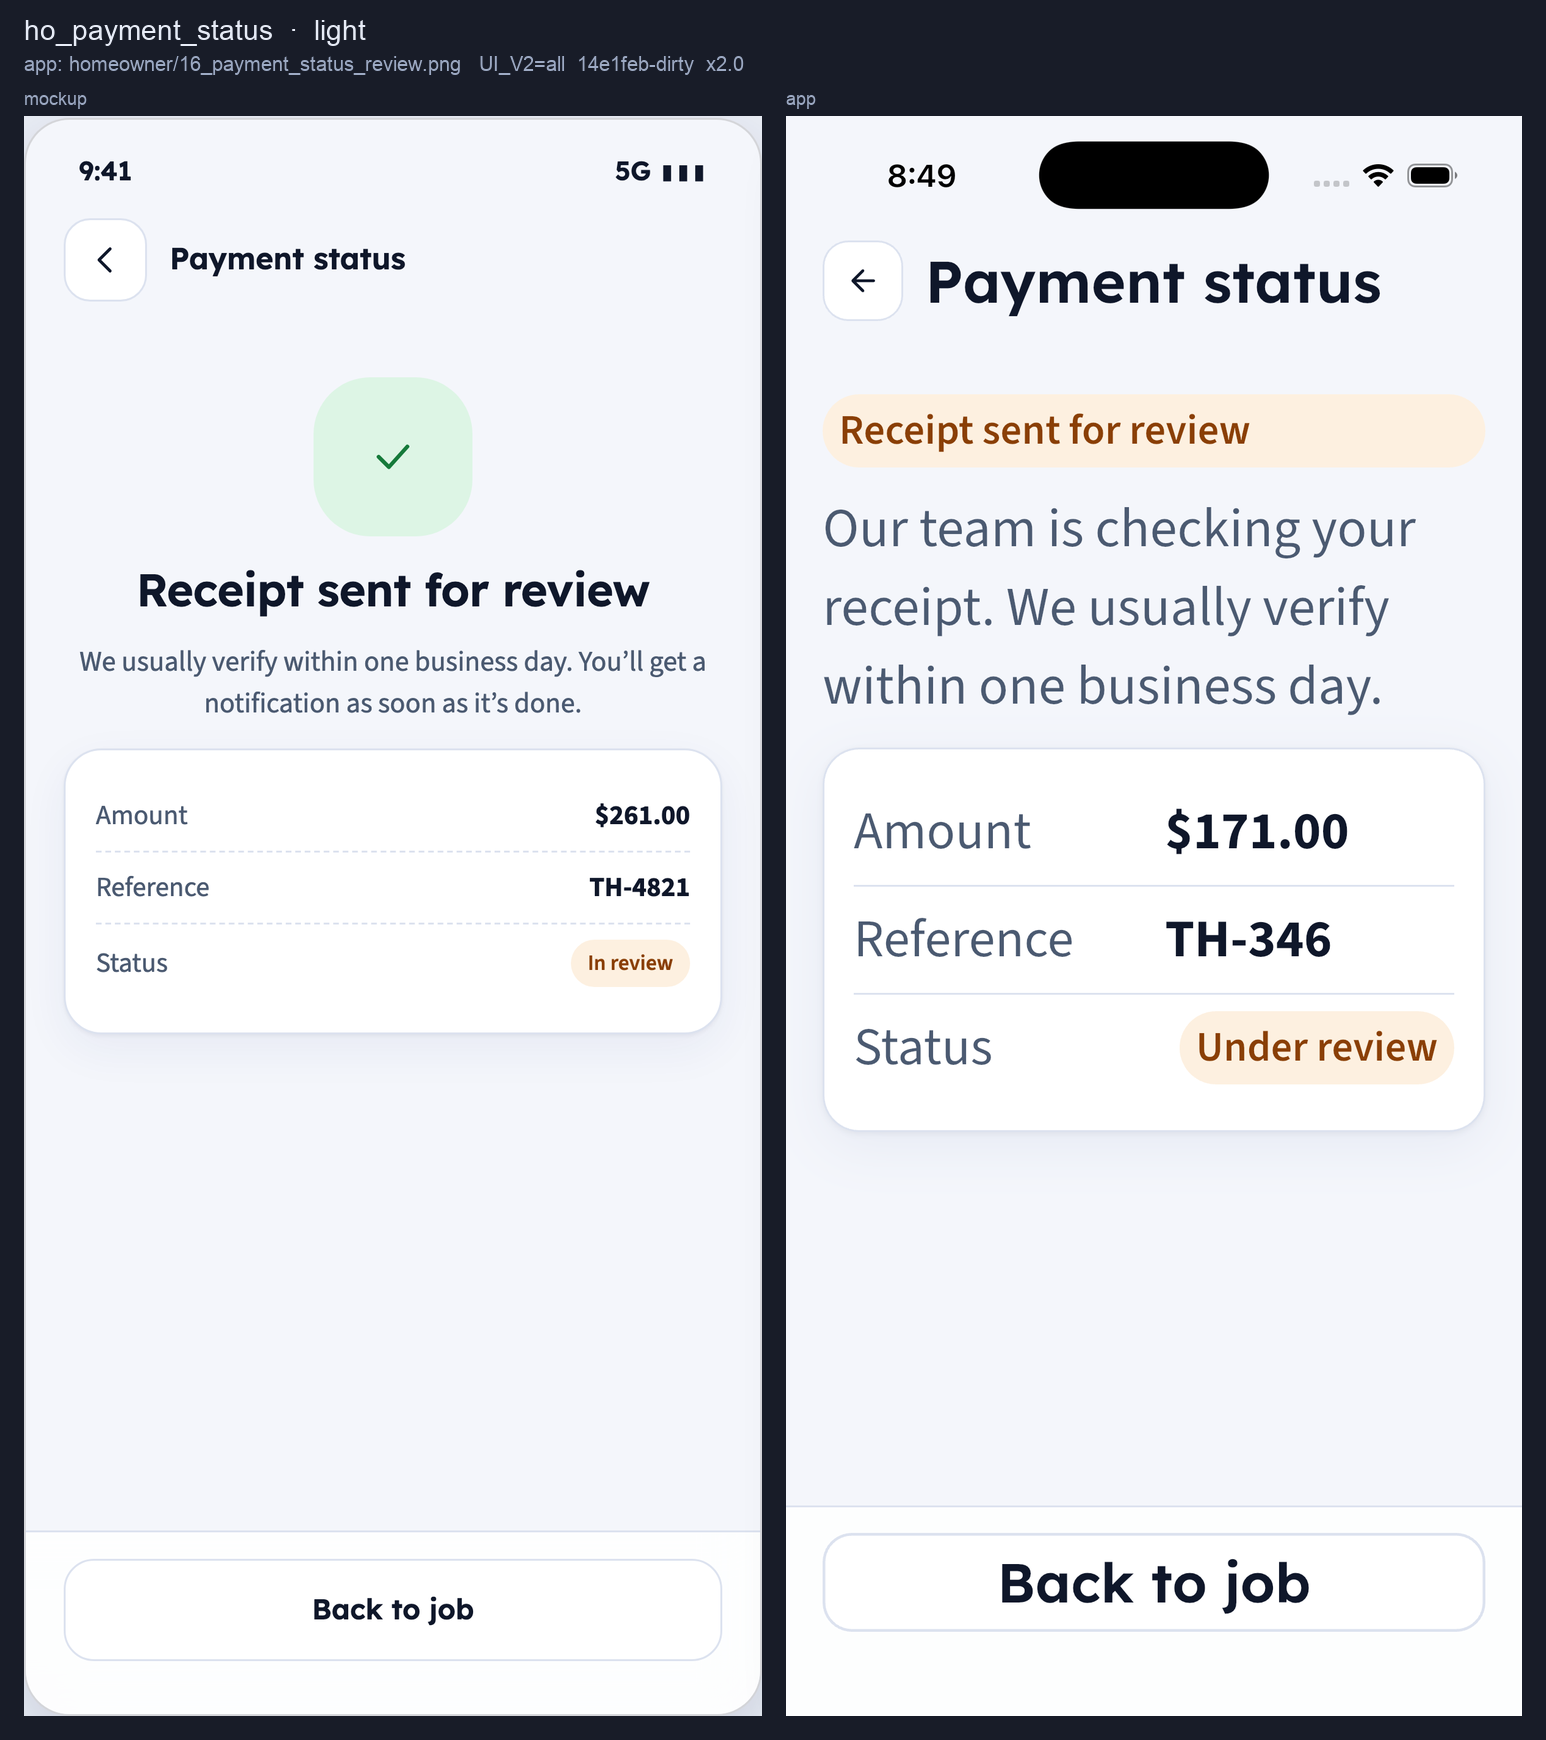 ho_payment_status · light
app: homeowner/16_payment_status_review.png UI_V2=all 14e1feb-dirty x2.0
mockup
9:41
5G
Payment status
Receipt sent for review
We usually verify within one business day. You’ll get a
notification as soon as it’s done.
Amount $261.00
Reference TH-4821
Status In review
Back to job
app
8:49
Payment status
Receipt sent for review
Our team is checking your
receipt. We usually verify
within one business day.
Amount $171.00
Reference TH-346
Status Under review
Back to job